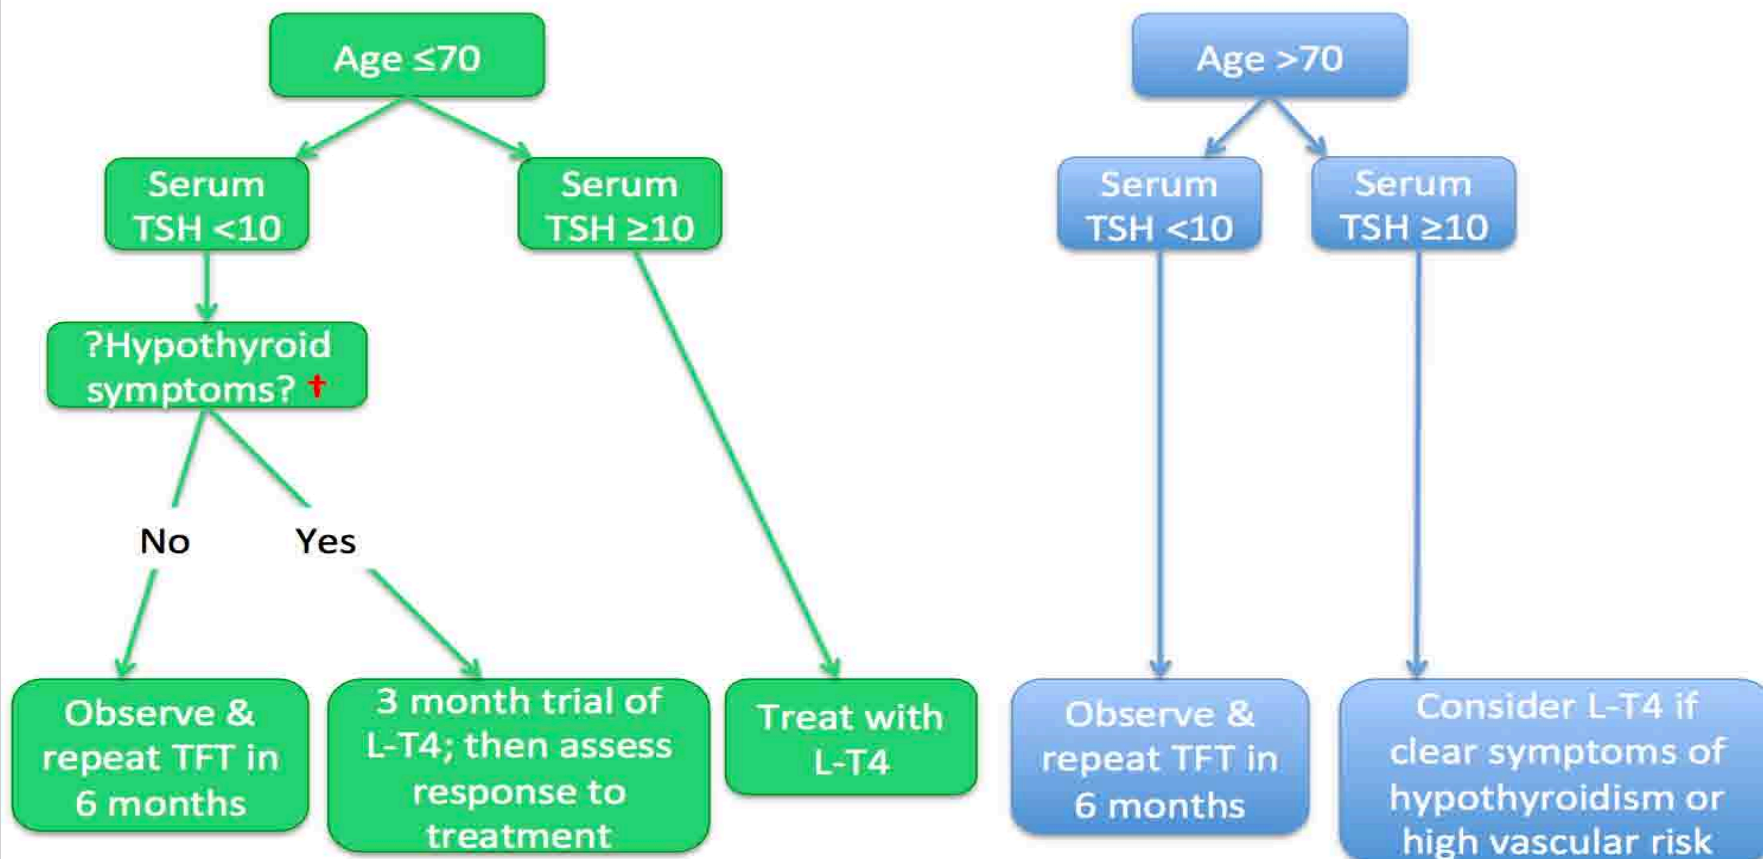 Age ≤70
Serum
TSH <10
Serum
TSH ≥10
?Hypothyroid
symptoms? †
No
Yes
Observe &
repeat TFT in
6 months
3 month trial of
L-T4; then assess
response to
treatment
Treat with
L-T4
Age >70
Serum
TSH <10
Serum
TSH ≥10
Observe &
repeat TFT in
6 months
Consider L-T4 if
clear symptoms of
hypothyroidism or
high vascular risk